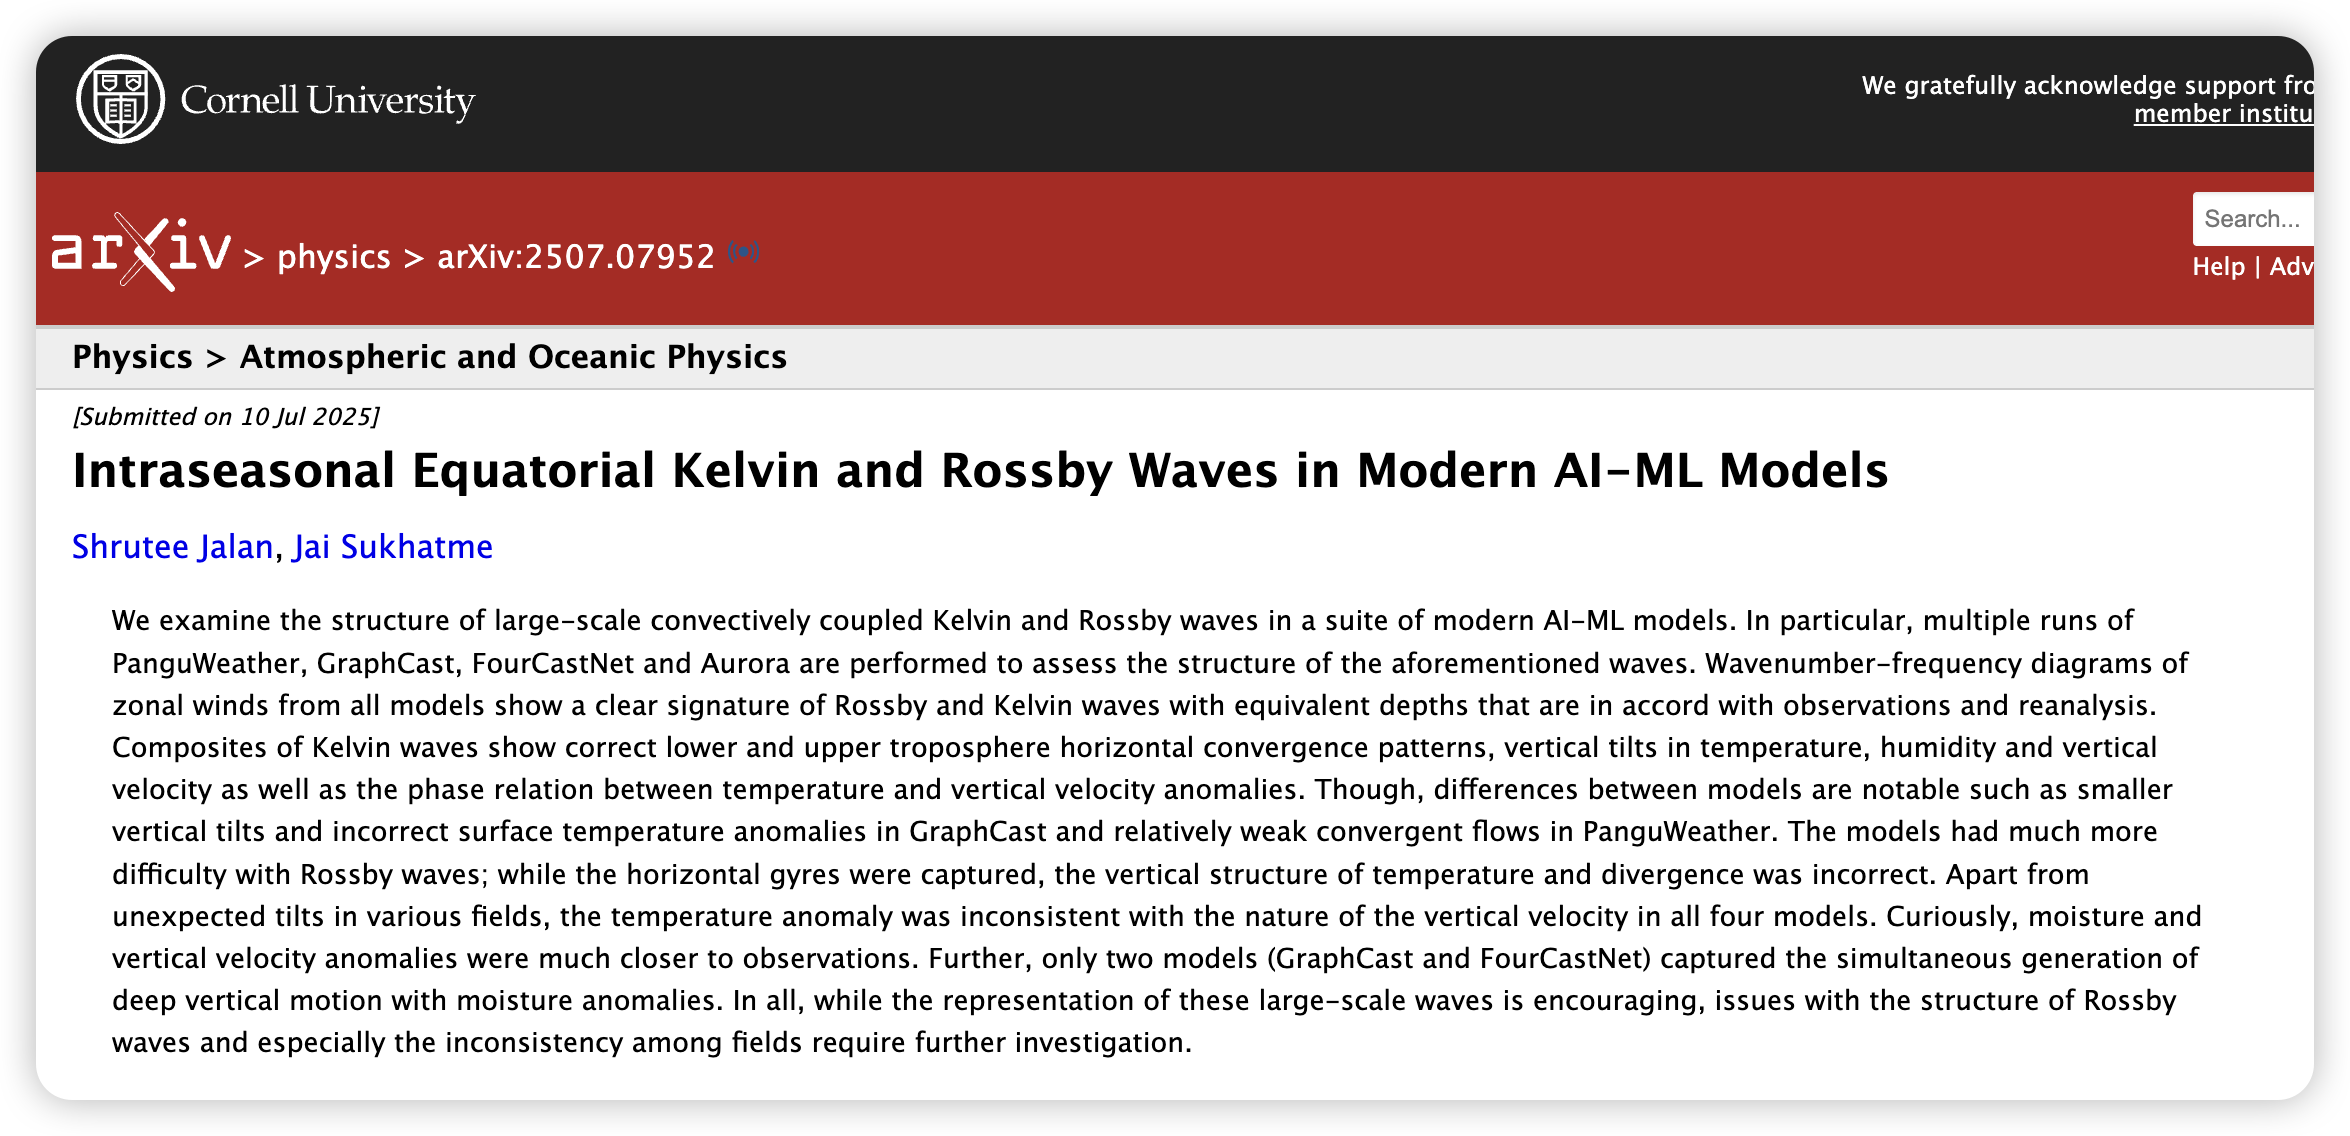 Cornell University
We gratefully acknowledge support fro
member institu
arXiv > physics > arXiv:2507.07952
Search...
Help | Adv
Physics > Atmospheric and Oceanic Physics
[Submitted on 10 Jul 2025]
Intraseasonal Equatorial Kelvin and Rossby Waves in Modern AI-ML Models
Shrutee Jalan, Jai Sukhatme
We examine the structure of large-scale convectively coupled Kelvin and Rossby waves in a suite of modern AI-ML models. In particular, multiple runs of
PanguWeather, GraphCast, FourCastNet and Aurora are performed to assess the structure of the aforementioned waves. Wavenumber-frequency diagrams of
zonal winds from all models show a clear signature of Rossby and Kelvin waves with equivalent depths that are in accord with observations and reanalysis.
Composites of Kelvin waves show correct lower and upper troposphere horizontal convergence patterns, vertical tilts in temperature, humidity and vertical
velocity as well as the phase relation between temperature and vertical velocity anomalies. Though, differences between models are notable such as smaller
vertical tilts and incorrect surface temperature anomalies in GraphCast and relatively weak convergent flows in PanguWeather. The models had much more
difficulty with Rossby waves; while the horizontal gyres were captured, the vertical structure of temperature and divergence was incorrect. Apart from
unexpected tilts in various fields, the temperature anomaly was inconsistent with the nature of the vertical velocity in all four models. Curiously, moisture and
vertical velocity anomalies were much closer to observations. Further, only two models (GraphCast and FourCastNet) captured the simultaneous generation of
deep vertical motion with moisture anomalies. In all, while the representation of these large-scale waves is encouraging, issues with the structure of Rossby
waves and especially the inconsistency among fields require further investigation.